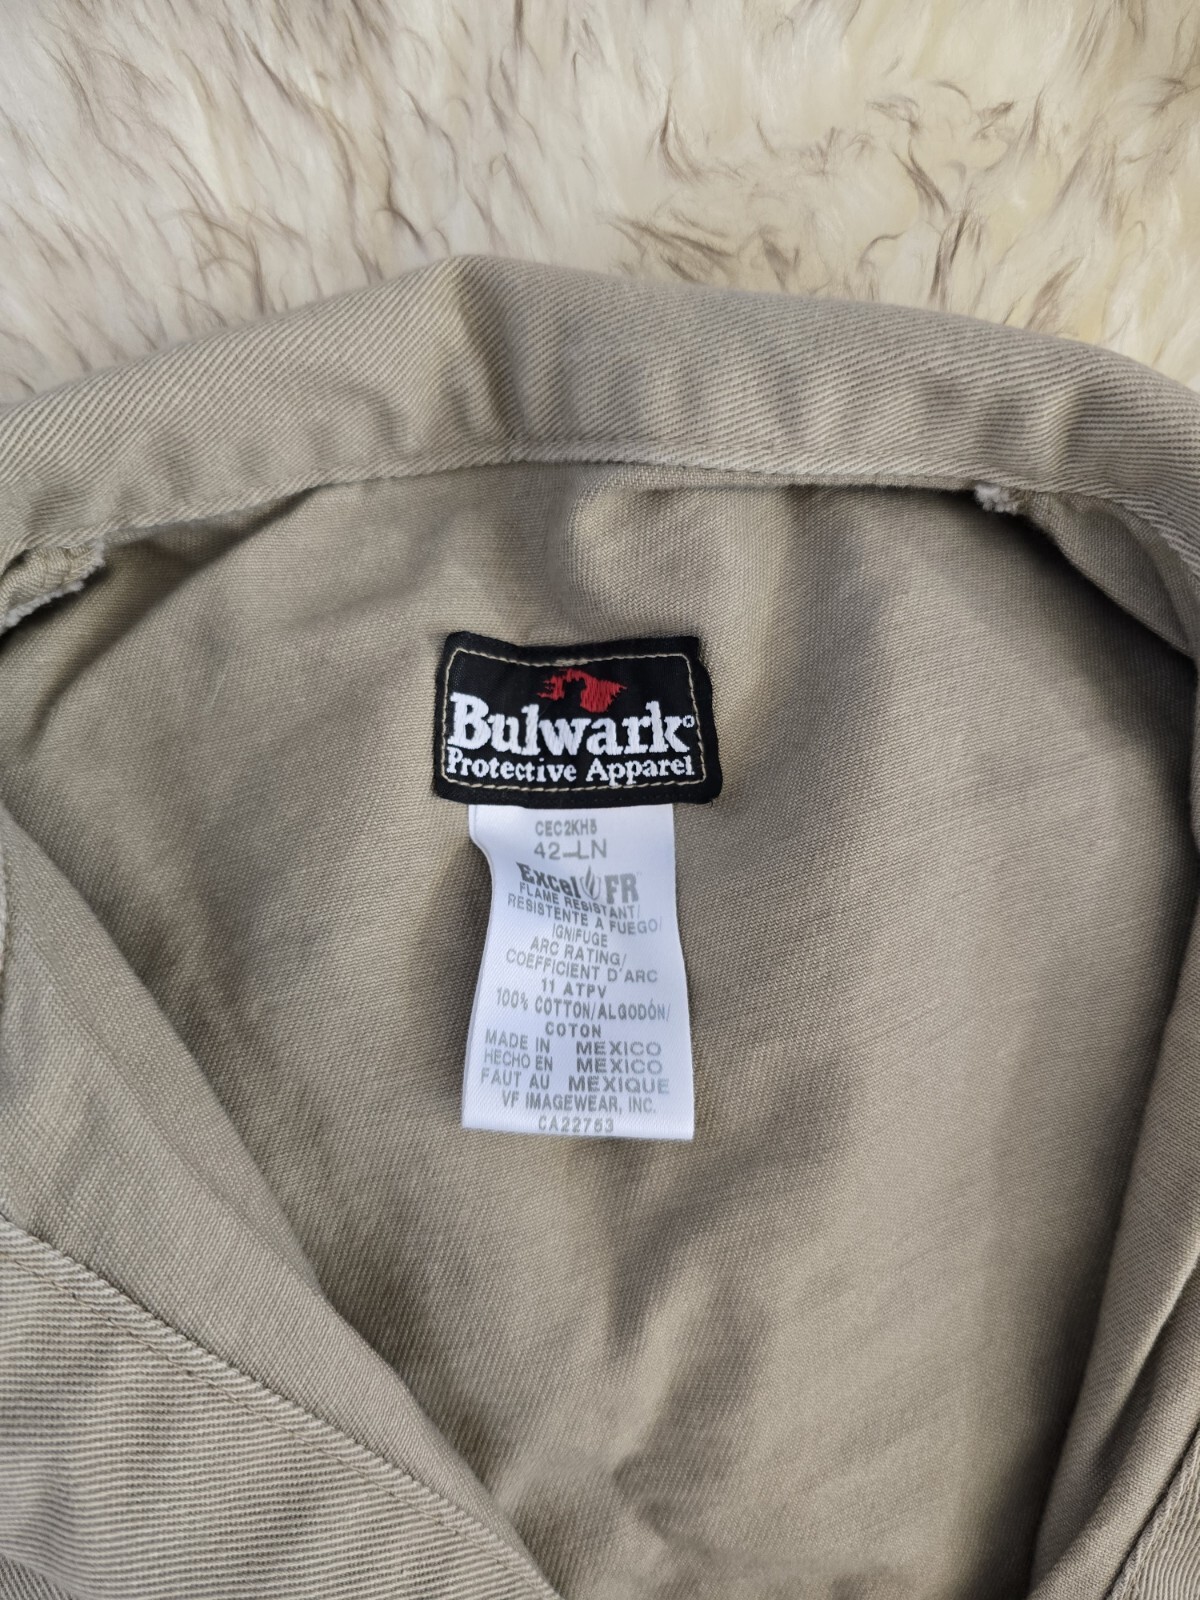 Bulwark®
Protective Apparel
CEC2KH5
42-LN
Excel FR™
FLAME RESISTANT/
RESISTENTE A FUEGO/
IGNIFUGE
ARC RATING/
COEFFICIENT D'ARC
11 ATPV
100% COTTON/ALGODÓN/
COTON
MADE IN MEXICO
HECHO EN MEXICO
FAUT AU MEXIQUE
VF IMAGEWEAR, INC.
CA22753